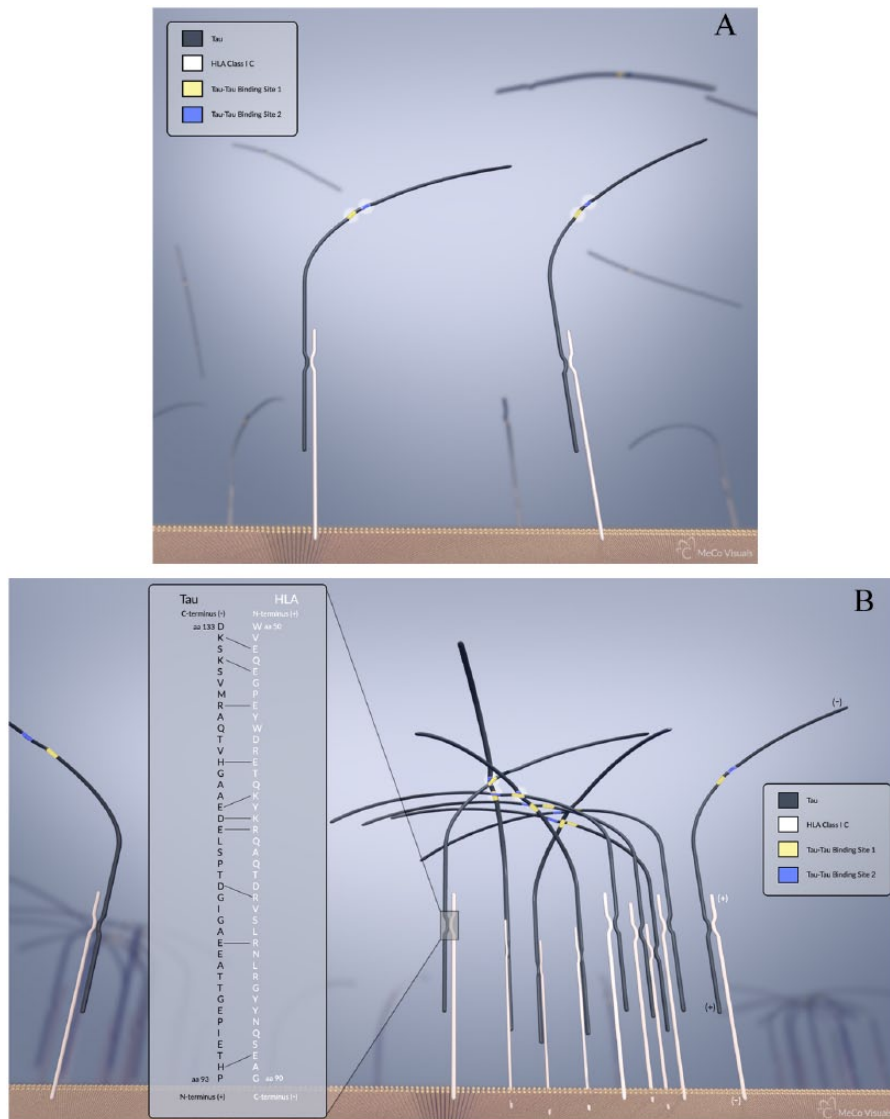 A
Tau
HLA Class I C
Tau-Tau Binding Site 1
Tau-Tau Binding Site 2
MeCo Visuals
B
Tau HLA
C-terminus (-) N-terminus (+)
aa 133 D W aa 50
K V
S E
K Q
S E
V G
M P
R E
A Y
Q W
T D
V R
H E
G T
A Q
A K
E Y
D K
E R
L Q
S A
P Q
T T
D D
G R
I V
G S
A L
E R
E N
A L
T R
T G
G Y
E Y
P N
I Q
E S
T E
H A
aa 93 P G aa 90
N-terminus (+) C-terminus (-)
(-)
Tau
HLA Class I C
Tau-Tau Binding Site 1
Tau-Tau Binding Site 2
(+)
(+)
(-)
MeCo Visuals